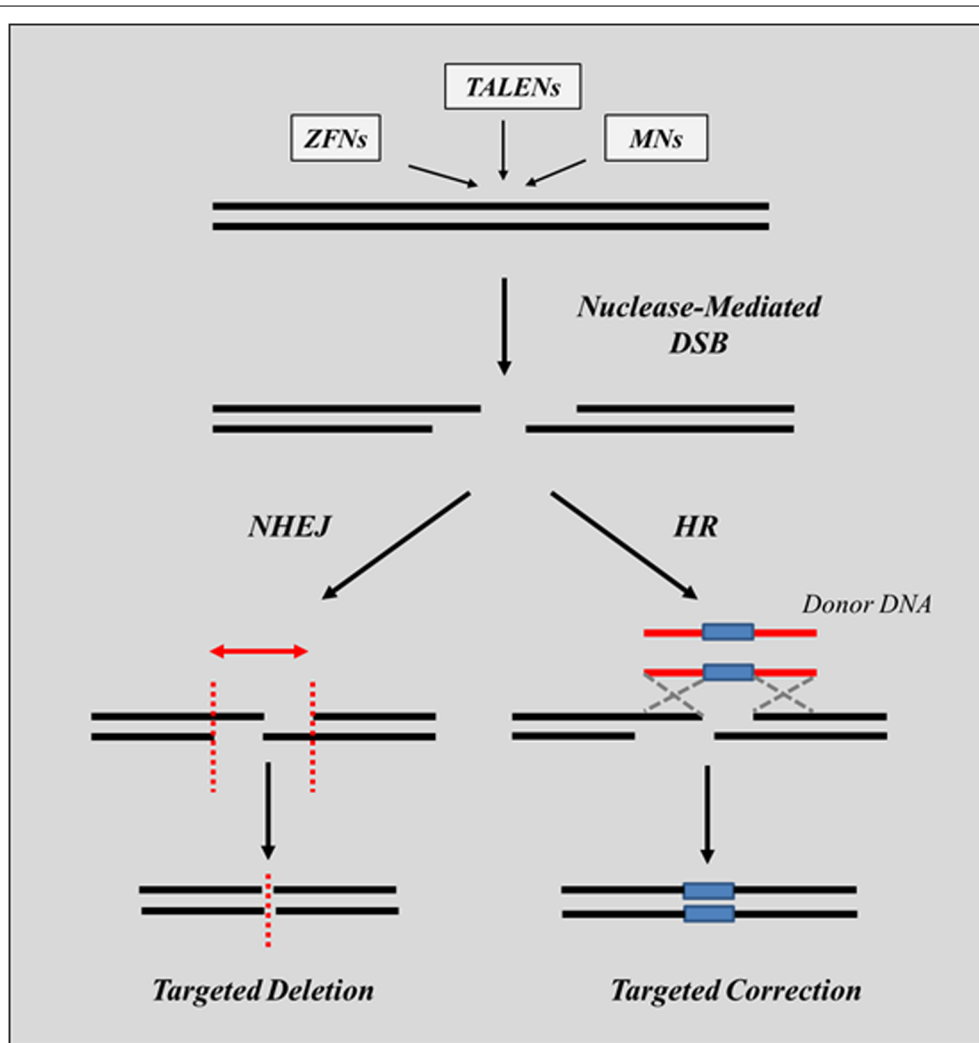 TALENs
ZFNs
MNs
Nuclease-Mediated
DSB
NHEJ
HR
Donor DNA
Targeted Deletion
Targeted Correction